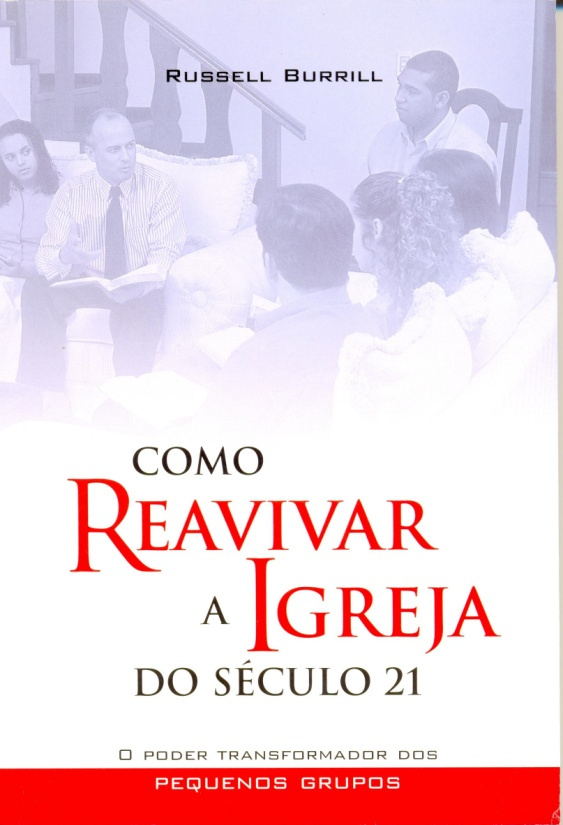 Russell Burrill
COMO
REAVIVAR
A IGREJA
DO SÉCULO 21
O PODER TRANSFORMADOR DOS
PEQUENOS GRUPOS